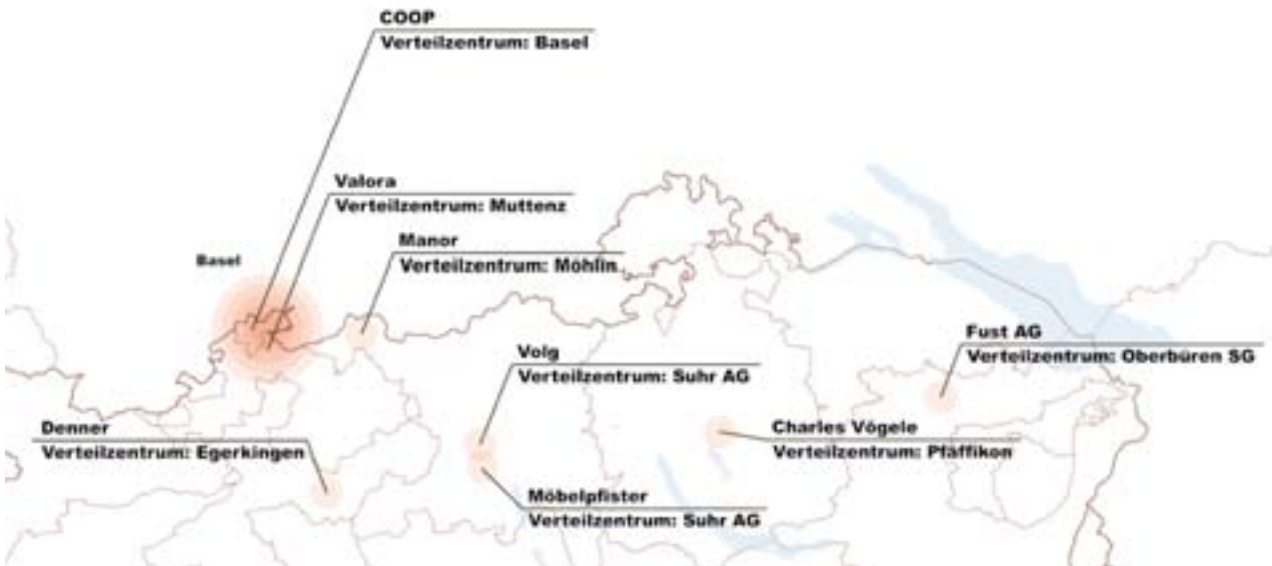 COOP
Verteilzentrum: Basel
Valora
Verteilzentrum: Muttenz
Manor
Verteilzentrum: Möhlin
Basel
Volg
Verteilzentrum: Suhr AG
Fust AG
Verteilzentrum: Oberbüren SG
Denner
Verteilzentrum: Egerkingen
Charles Vögele
Verteilzentrum: Pfäffikon
Möbelpfister
Verteilzentrum: Suhr AG